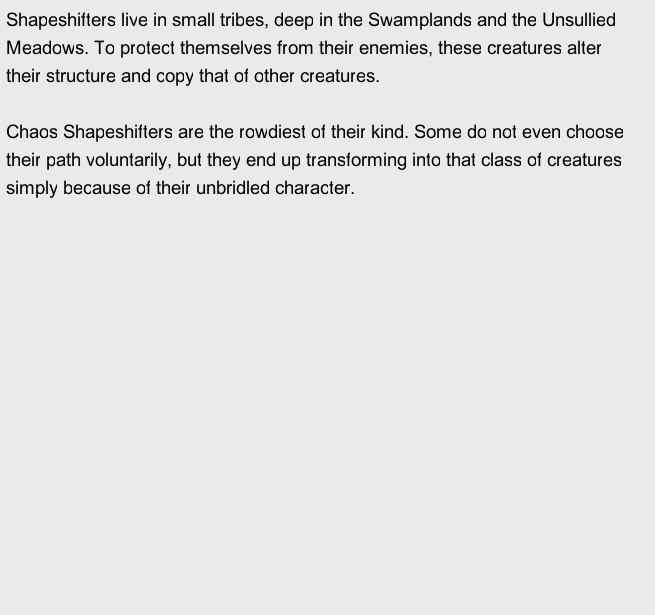 Shapeshifters live in small tribes, deep in the Swamplands and the Unsullied
Meadows. To protect themselves from their enemies, these creatures alter
their structure and copy that of other creatures.
Chaos Shapeshifters are the rowdiest of their kind. Some do not even choose
their path voluntarily, but they end up transforming into that class of creatures
simply because of their unbridled character.